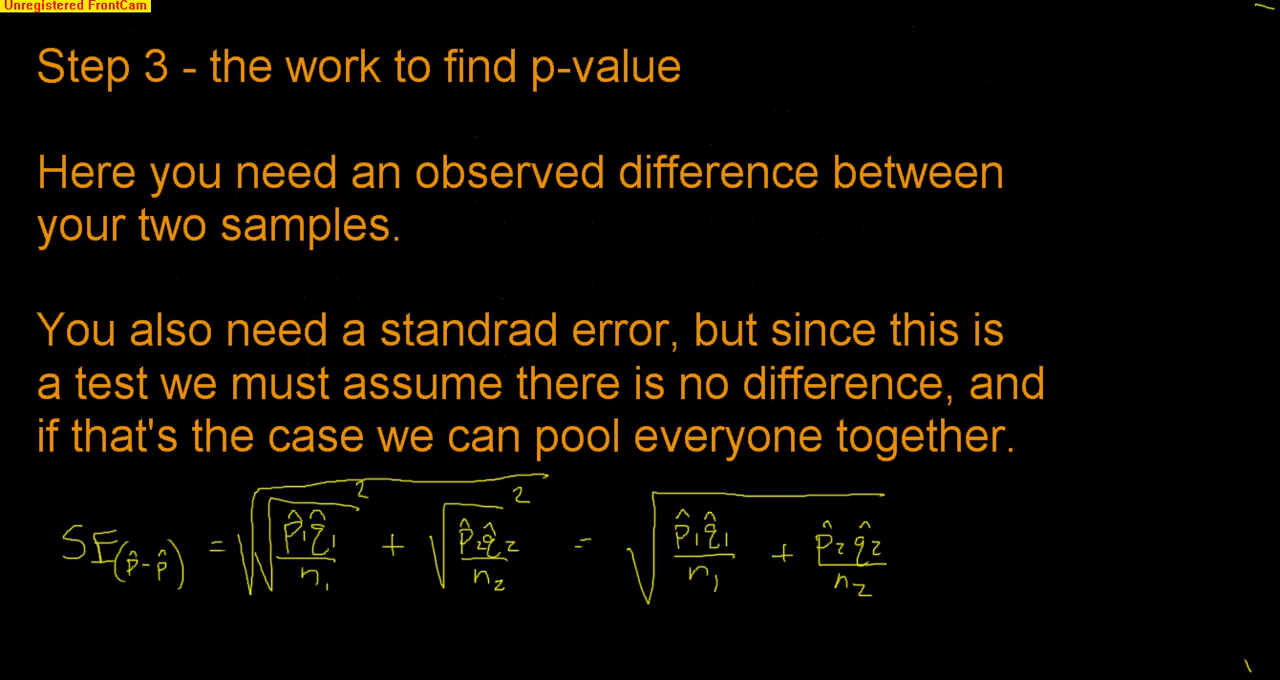 Unregistered FrontCam
Step 3 - the work to find p-value
Here you need an observed difference between
your two samples.
You also need a standrad error, but since this is
a test we must assume there is no difference, and
if that's the case we can pool everyone together.
SE(p̂-p̂) = √(√(p̂₁q̂₁/n₁)² + √(p̂₂q̂₂/n₂)²) = √(p̂₁q̂₁/n₁ + p̂₂q̂₂/n₂)